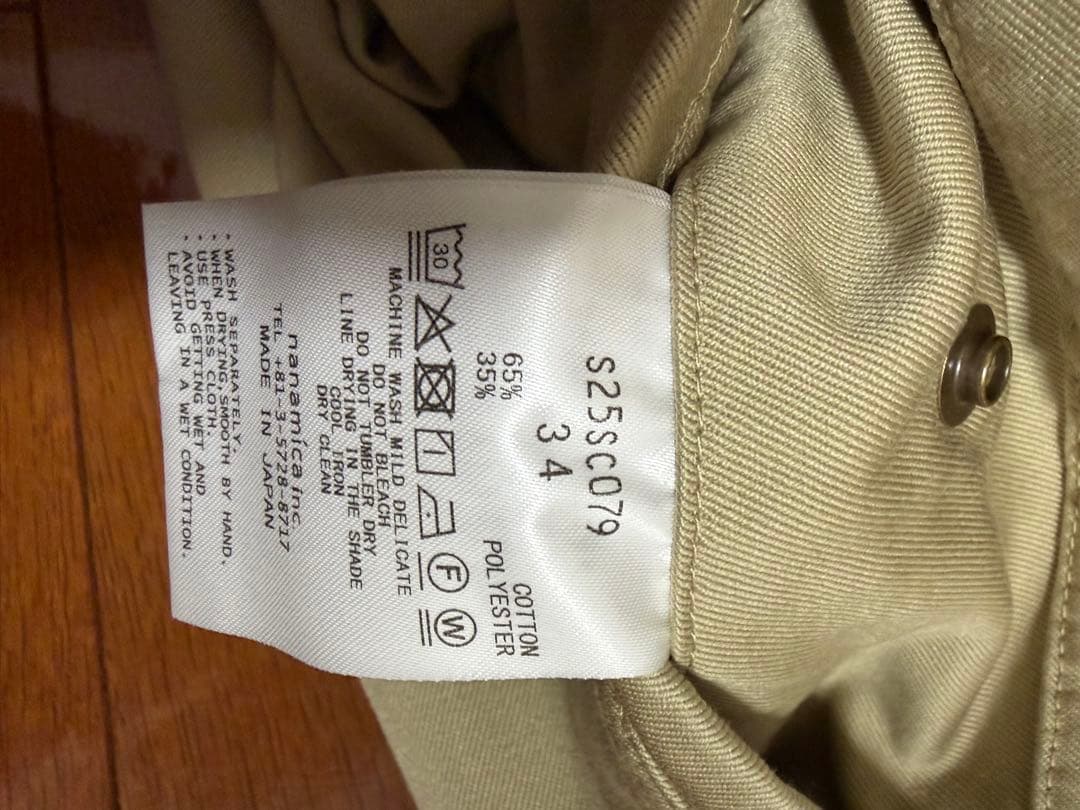 S25SC079
34
65% COTTON
35% POLYESTER
30
F
W
MACHINE WASH MILD DELICATE
DO NOT BLEACH
DO NOT TUMBLER DRY
LINE DRYING IN THE SHADE
COOL IRON
DRY CLEAN
nanamica inc.
TEL +81-3-5728-8717
MADE IN JAPAN
・WASH SEPARATELY.
・WHEN DRYING,SMOOTH BY HAND.
・USE PRESS CLOTH.
・AVOID GETTING WET AND
LEAVING IN A WET CONDITION.